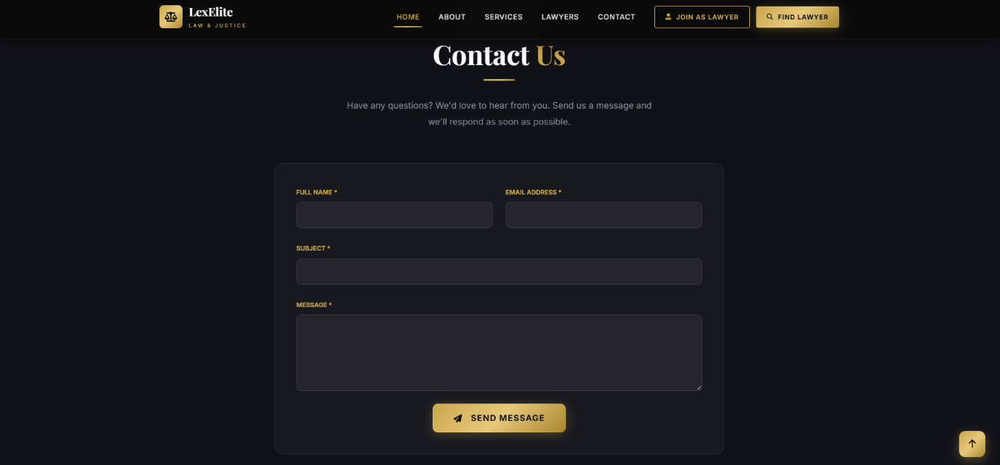 LexElite
LAW & JUSTICE
HOME ABOUT SERVICES LAWYERS CONTACT JOIN AS LAWYER FIND LAWYER
Contact Us
Have any questions? We'd love to hear from you. Send us a message and
we'll respond as soon as possible.
FULL NAME * EMAIL ADDRESS *
SUBJECT *
MESSAGE *
SEND MESSAGE